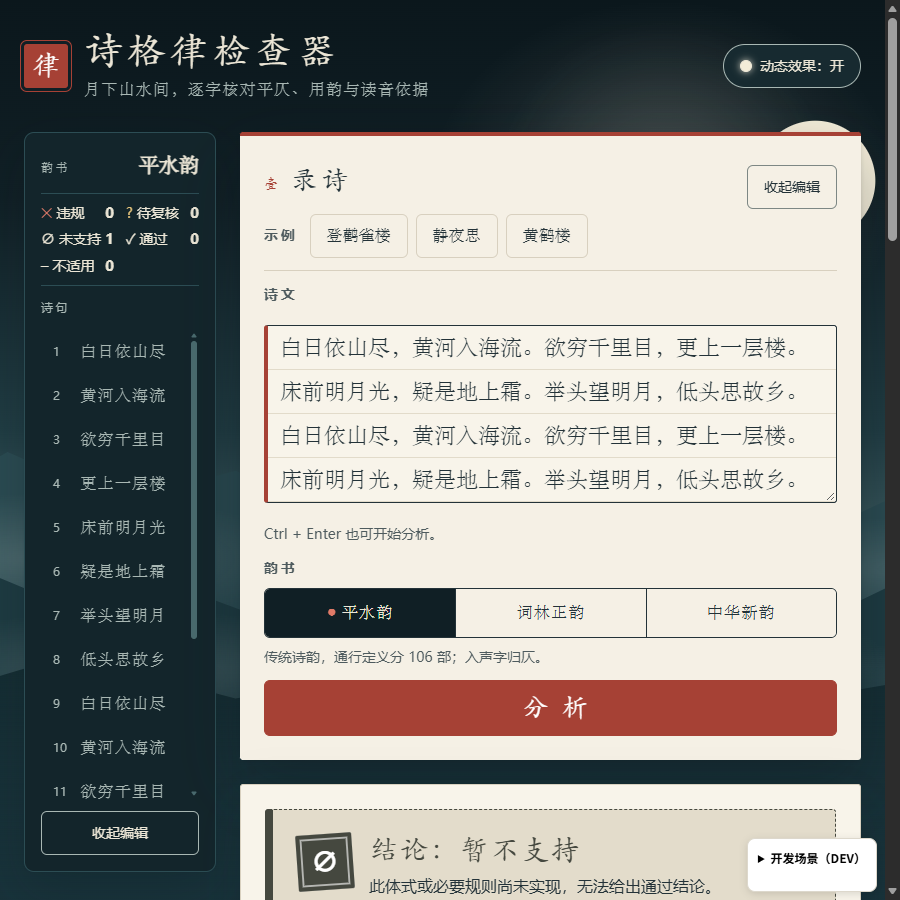 律
诗格律检查器
月下山水间，逐字核对平仄、用韵与读音依据
动态效果：开
韵书 平水韵
✕ 违规 0 ? 待复核 0
∅ 未支持 1 ✓ 通过 0
– 不适用 0
诗句
1 白日依山尽
2 黄河入海流
3 欲穷千里目
4 更上一层楼
5 床前明月光
6 疑是地上霜
7 举头望明月
8 低头思故乡
9 白日依山尽
10 黄河入海流
11 欲穷千里目
收起编辑
壹 录诗
收起编辑
示例 登鹳雀楼 静夜思 黄鹤楼
诗文
白日依山尽，黄河入海流。欲穷千里目，更上一层楼。
床前明月光，疑是地上霜。举头望明月，低头思故乡。
白日依山尽，黄河入海流。欲穷千里目，更上一层楼。
床前明月光，疑是地上霜。举头望明月，低头思故乡。
Ctrl + Enter 也可开始分析。
韵书
平水韵 词林正韵 中华新韵
传统诗韵，通行定义分 106 部；入声字归仄。
分析
∅
结论：暂不支持
此体式或必要规则尚未实现，无法给出通过结论。
▶ 开发场景（DEV）